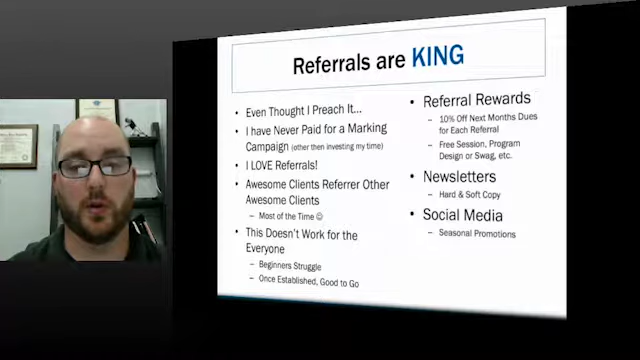 Referrals are KING
• Even Thought I Preach It...
• I have Never Paid for a Marking
Campaign (other then investing my time)
• I LOVE Referrals!
• Awesome Clients Referrer Other
Awesome Clients
– Most of the Time ☺
• This Doesn't Work for the
Everyone
– Beginners Struggle
– Once Established, Good to Go
• Referral Rewards
– 10% Off Next Months Dues
for Each Referral
– Free Session, Program
Design or Swag, etc.
• Newsletters
– Hard & Soft Copy
• Social Media
– Seasonal Promotions